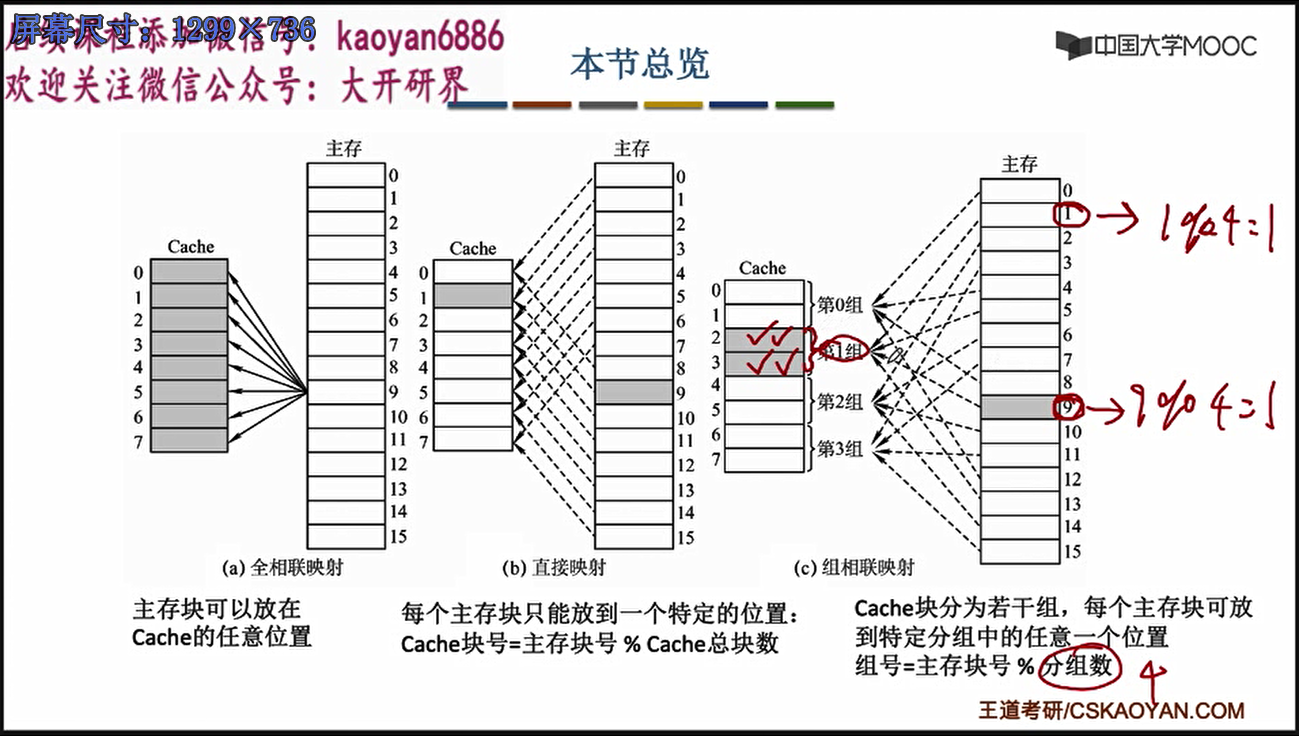 屏幕尺寸：1299×736
后续课程添加微信号：kaoyan6886
欢迎关注微信公众号：大开研界
中国大学MOOC
本节总览
主存
Cache
0
1
2
3
4
5
6
7
0
1
2
3
4
5
6
7
8
9
10
11
12
13
14
15
(a) 全相联映射
主存块可以放在
Cache的任意位置
主存
Cache
0
1
2
3
4
5
6
7
0
1
2
3
4
5
6
7
8
9
10
11
12
13
14
15
(b) 直接映射
每个主存块只能放到一个特定的位置：
Cache块号=主存块号 % Cache总块数
主存
Cache
0
1
2
3
4
5
6
7
第0组
第1组
第2组
第3组
0
1
2
3
4
5
6
7
8
9
10
11
12
13
14
15
1%4=1
9%4=1
(c) 组相联映射
Cache块分为若干组，每个主存块可放
到特定分组中的任意一个位置
组号=主存块号 % 分组数
4
王道考研/CSKAOYAN.COM